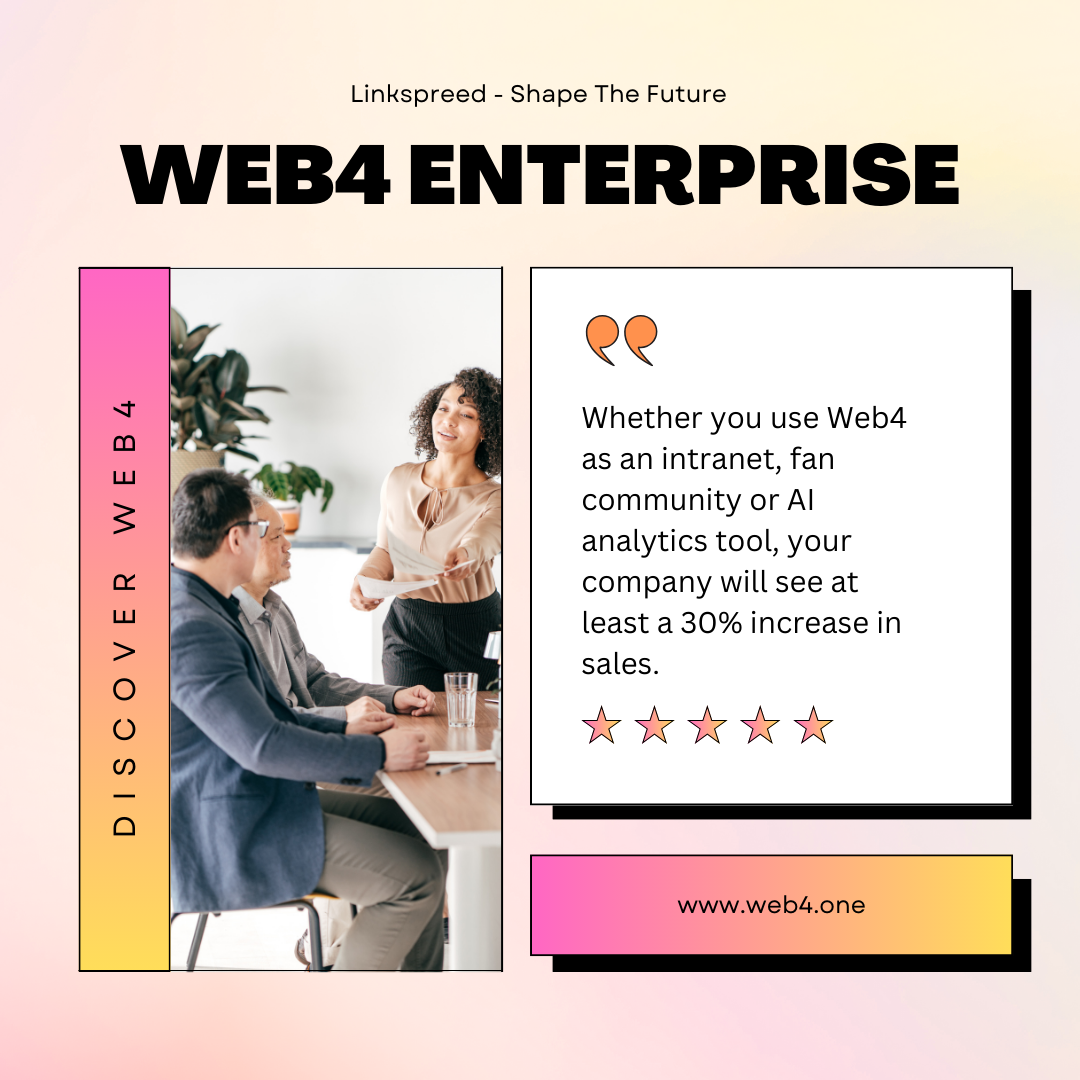 Linkspreed - Shape The Future
WEB4 ENTERPRISE
DISCOVER WEB4
Whether you use Web4
as an intranet, fan
community or AI
analytics tool, your
company will see at
least a 30% increase in
sales.
www.web4.one